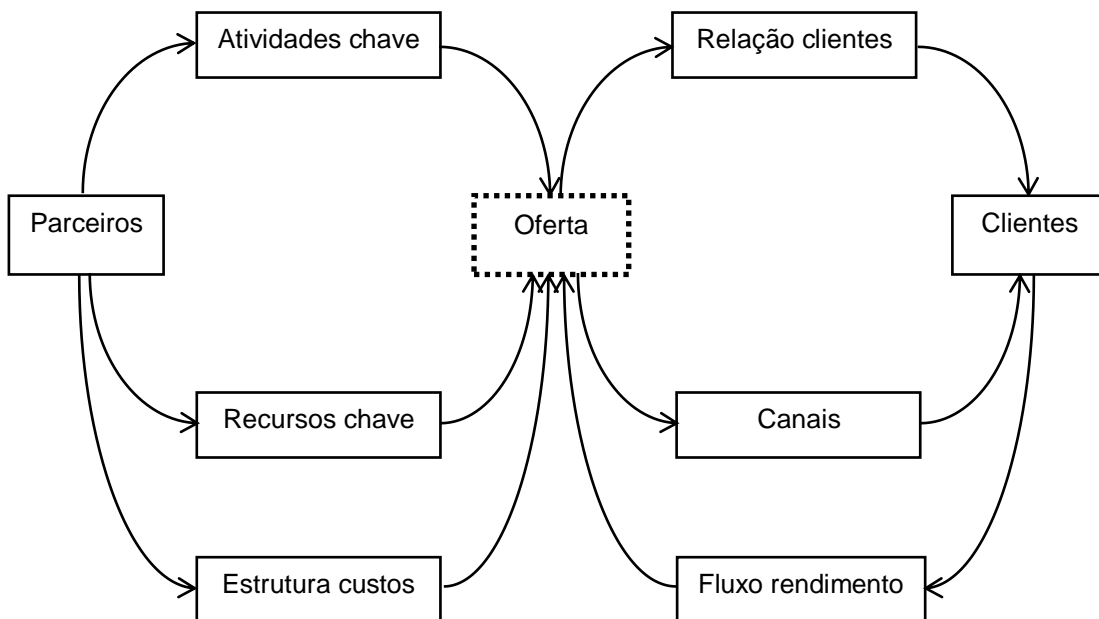 Atividades chave
Relação clientes
Parceiros
Oferta
Clientes
Recursos chave
Canais
Estrutura custos
Fluxo rendimento